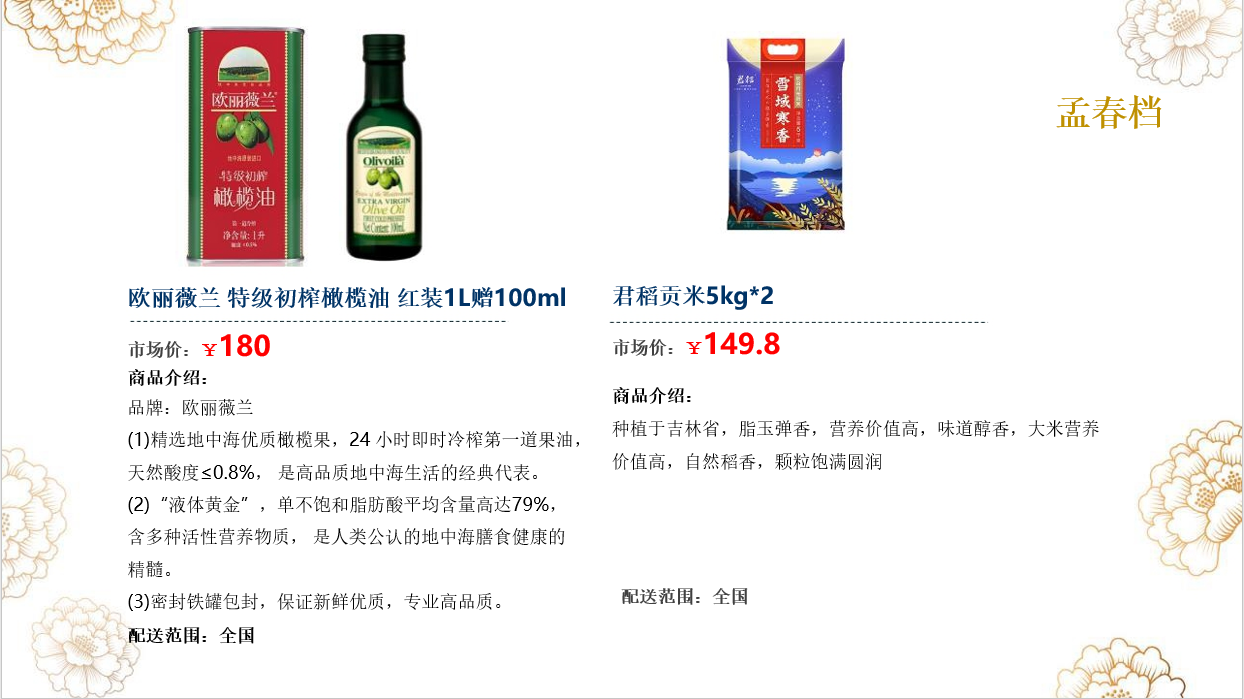 欧丽薇兰
特级初榨
橄榄油
净含量: 1升
Olivoilà
EXTRA VIRGIN
Olive Oil
FIRST COLD PRESSED
Net Content: 100mL
君稻
雪域寒香
孟春档
欧丽薇兰 特级初榨橄榄油 红装1L赠100ml
市场价：￥180
商品介绍：
品牌：欧丽薇兰
(1)精选地中海优质橄榄果，24 小时即时冷榨第一道果油，
天然酸度≤0.8%， 是高品质地中海生活的经典代表。
(2)“液体黄金”，单不饱和脂肪酸平均含量高达79%，
含多种活性营养物质， 是人类公认的地中海膳食健康的
精髓。
(3)密封铁罐包封，保证新鲜优质，专业高品质。
配送范围：全国
君稻贡米5kg*2
市场价：￥149.8
商品介绍：
种植于吉林省，脂玉弹香，营养价值高，味道醇香，大米营养
价值高，自然稻香，颗粒饱满圆润
配送范围：全国